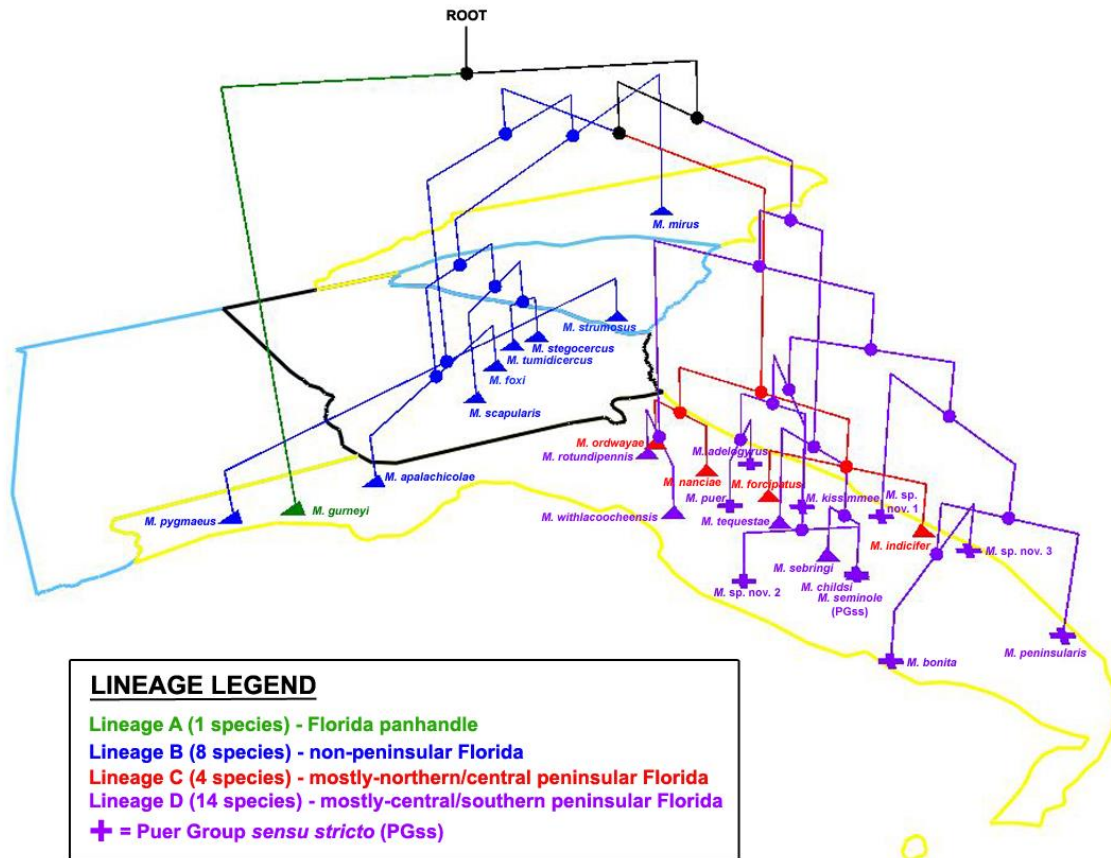 ROOT
M. mirus
M. strumosus
M. stegocercus
M. tumidicercus
M. foxi
M. scapularis
M. ordwayae
M. adelogyrus
M. rotundipennis
M. apalachicolae
M. nanciae
M. forcipatus
M. puer
M. kissimmee
M. sp.
nov. 1
M. pygmaeus
M. gurneyi
M. withlacoocheensis
M. tequestae
M. indicifer
M. sp. nov. 3
M. sebringi
M. sp. nov. 2
M. childsi
M. seminole
(PGss)
M. bonita
M. peninsularis
LINEAGE LEGEND
Lineage A (1 species) - Florida panhandle
Lineage B (8 species) - non-peninsular Florida
Lineage C (4 species) - mostly-northern/central peninsular Florida
Lineage D (14 species) - mostly-central/southern peninsular Florida
= Puer Group sensu stricto (PGss)